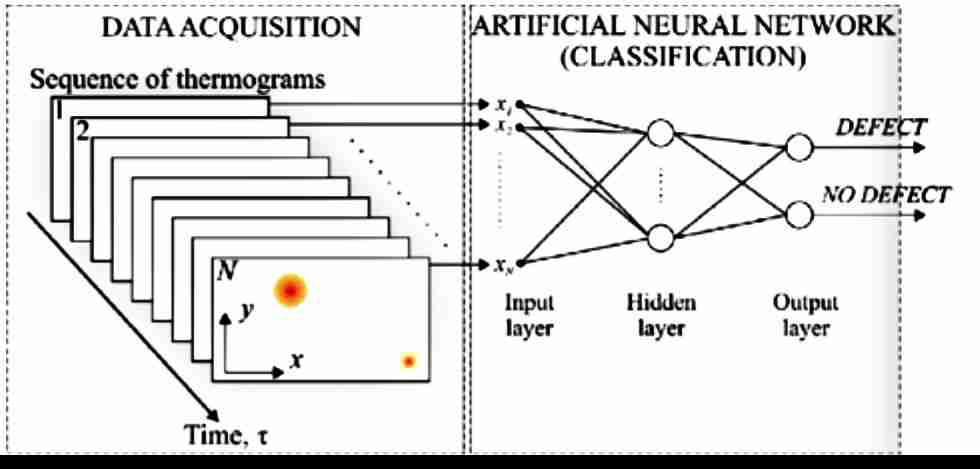 DATA ACQUISITION
Sequence of thermograms
1
2
N
y
x
Time, τ
ARTIFICIAL NEURAL NETWORK
(CLASSIFICATION)
x₁
x₂
x_N
DEFECT
NO DEFECT
Input
layer
Hidden
layer
Output
layer